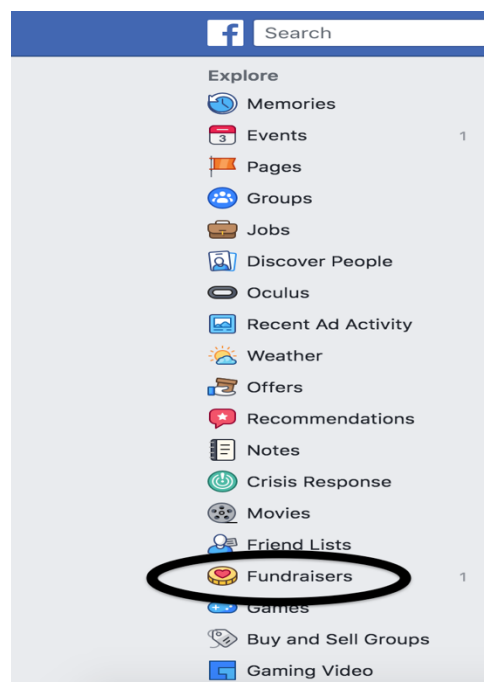 f Search
Explore
Memories
3 Events 1
Pages
Groups
Jobs
Discover People
Oculus
Recent Ad Activity
Weather
Offers
Recommendations
Notes
Crisis Response
Movies
Friend Lists
Fundraisers 1
Games
Buy and Sell Groups
Gaming Video